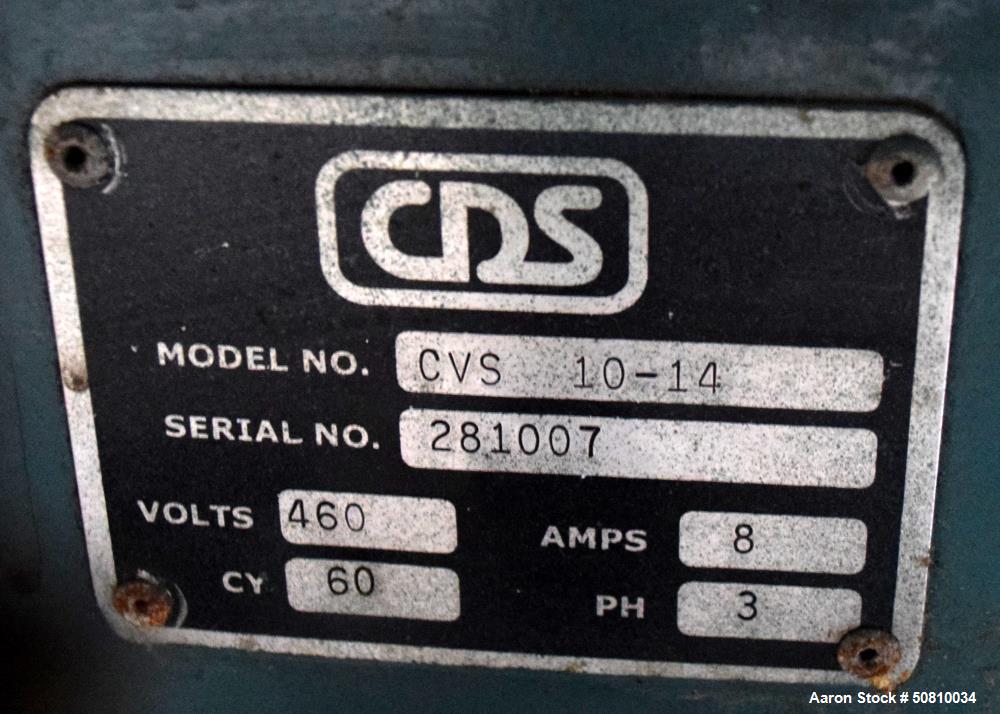 CDS
MODEL NO. CVS 10-14
SERIAL NO. 281007
VOLTS 460 AMPS 8
CY 60 PH 3
Aaron Stock # 50810034